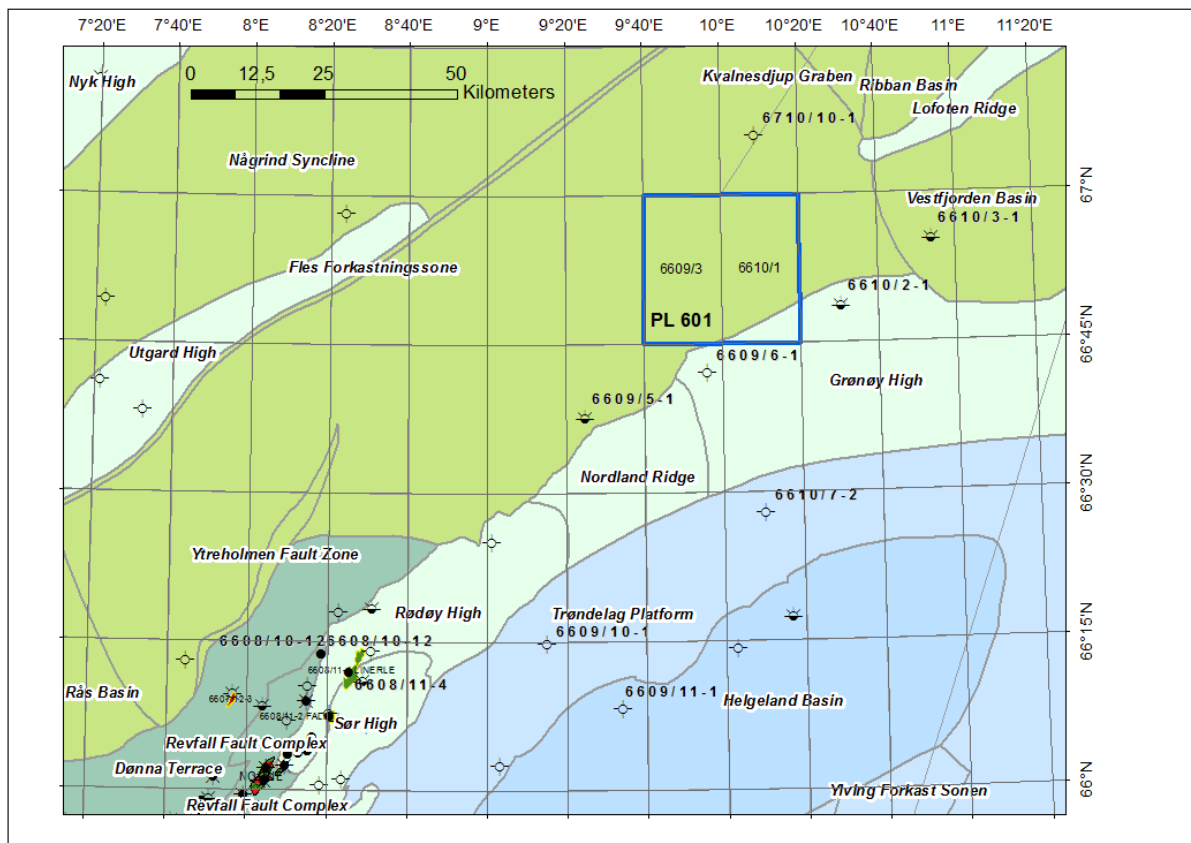 7°20'E 7°40'E 8°E 8°20'E 9°E 9°20'E 9°40'E 10°E 10°20'E 10°40'E 11°E 11°20'E
Nyk High
0 12,5 25 50
Kilometers
Kvalnesdjup Graben
Ribban Basin
Lofoten Ridge
6710/10-1
Någrind Syncline
67°N
Vestfjorden Basin
6610/3-1
Fles Forkastningssone
6609/3
6610/1
6610/2-1
PL 601
66°45'N
Utgard High
6609/6-1
Grønøy High
6609/5-1
Nordland Ridge
66°30'N
6610/7-2
Ytreholmen Fault Zone
Rødøy High
Trøndelag Platform
6608/10-12
6608/10-12
6609/10-1
66°15'N
LINERLE
6608/11-4
Rås Basin
6609/11-1
Helgeland Basin
6608/11-2 FAL
Sør High
Revfall Fault Complex
Dønna Terrace
66°N
Ylving Forkast Sonen
Revfall Fault Complex